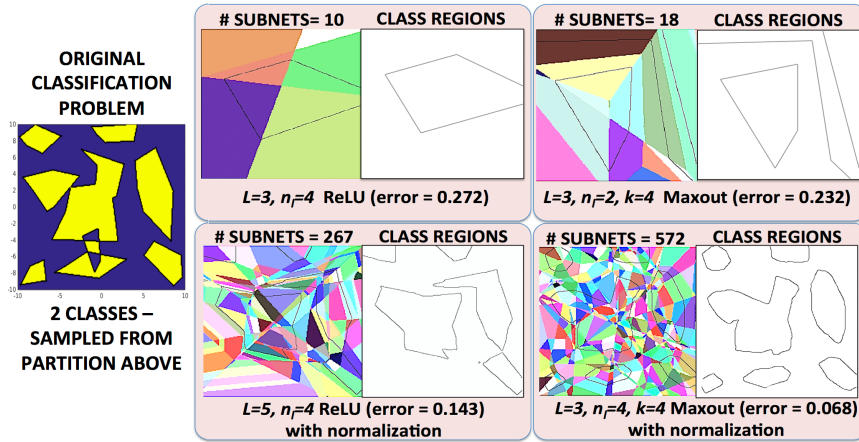 ORIGINAL
CLASSIFICATION
PROBLEM
10
8
6
4
2
0
-2
-4
-6
-8
-10
-10 -5 0 5 10
2 CLASSES –
SAMPLED FROM
PARTITION ABOVE
# SUBNETS= 10 CLASS REGIONS
L=3, nl=4 ReLU (error = 0.272)
# SUBNETS= 18 CLASS REGIONS
L=3, nl=2, k=4 Maxout (error = 0.232)
# SUBNETS = 267 CLASS REGIONS
L=5, nl=4 ReLU (error = 0.143)
with normalization
# SUBNETS = 572 CLASS REGIONS
L=3, nl=4, k=4 Maxout (error = 0.068)
with normalization